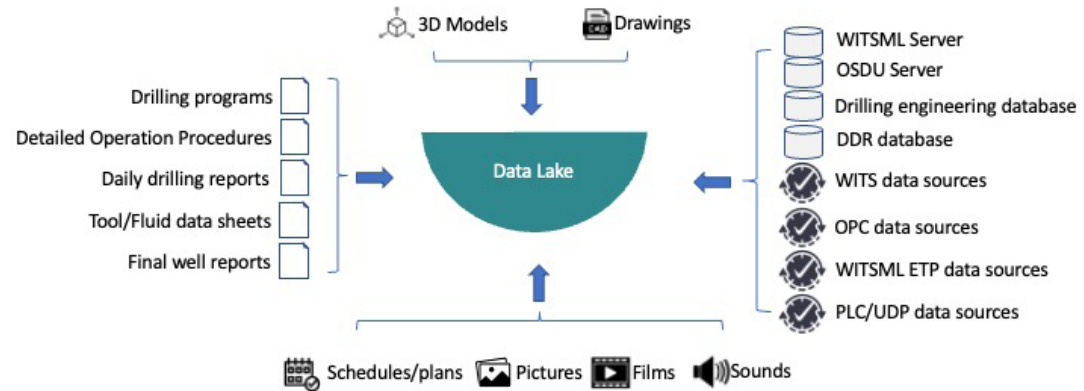 3D Models
Drawings
CAD
Drilling programs
Detailed Operation Procedures
Daily drilling reports
Tool/Fluid data sheets
Final well reports
Data Lake
WITSML Server
OSDU Server
Drilling engineering database
DDR database
WITS data sources
OPC data sources
WITSML ETP data sources
PLC/UDP data sources
Schedules/plans
Pictures
Films
Sounds